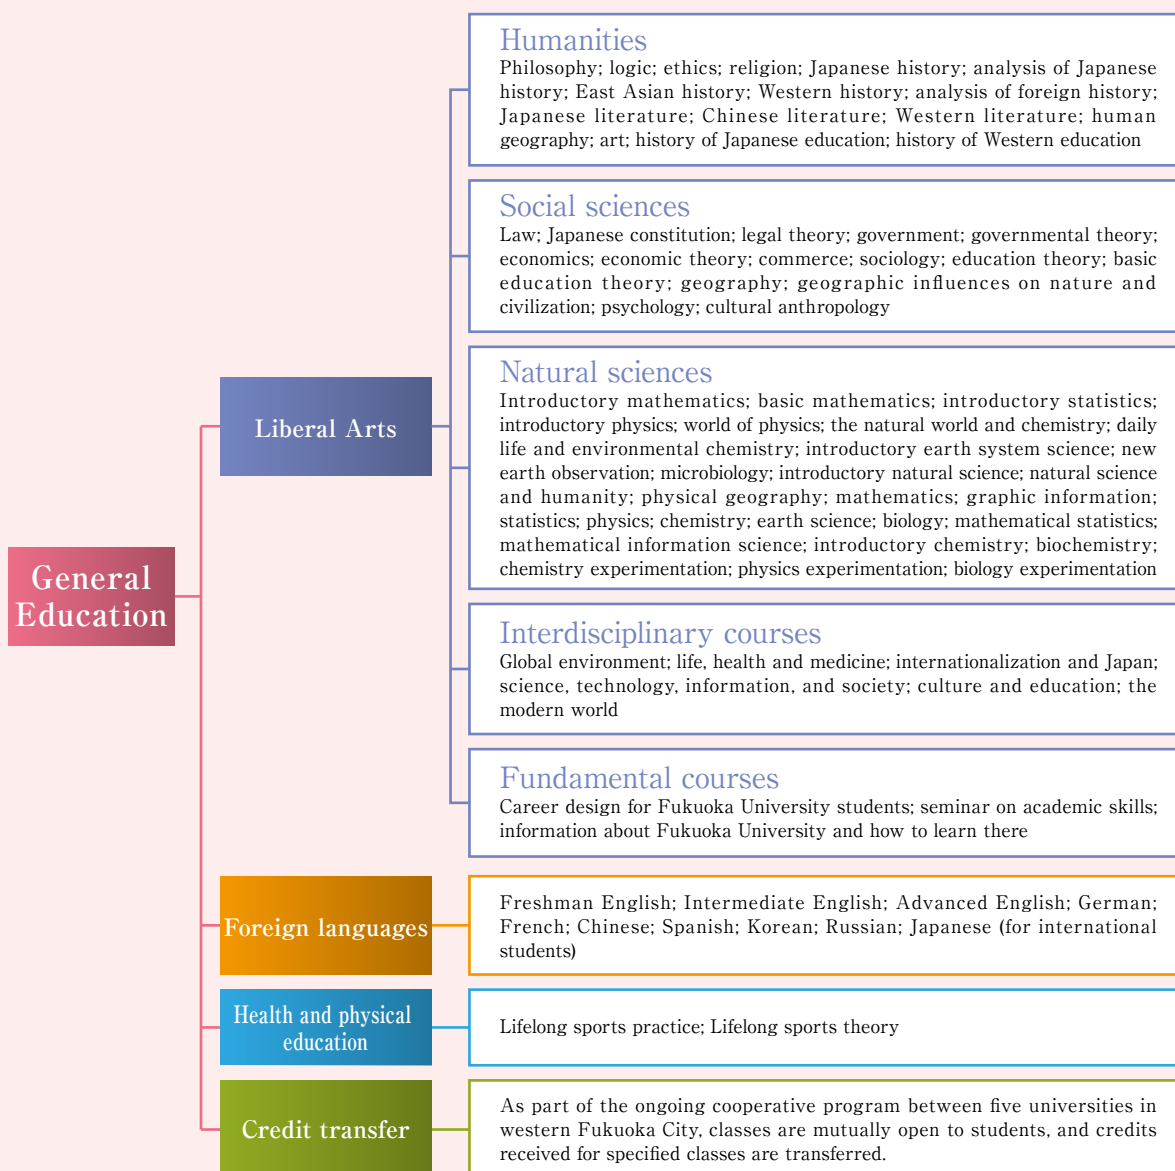 General
Education
Liberal Arts
Humanities
Philosophy; logic; ethics; religion; Japanese history; analysis of Japanese
history; East Asian history; Western history; analysis of foreign history;
Japanese literature; Chinese literature; Western literature; human
geography; art; history of Japanese education; history of Western education
Social sciences
Law; Japanese constitution; legal theory; government; governmental theory;
economics; economic theory; commerce; sociology; education theory; basic
education theory; geography; geographic influences on nature and
civilization; psychology; cultural anthropology
Natural sciences
Introductory mathematics; basic mathematics; introductory statistics;
introductory physics; world of physics; the natural world and chemistry; daily
life and environmental chemistry; introductory earth system science; new
earth observation; microbiology; introductory natural science; natural science
and humanity; physical geography; mathematics; graphic information;
statistics; physics; chemistry; earth science; biology; mathematical statistics;
mathematical information science; introductory chemistry; biochemistry;
chemistry experimentation; physics experimentation; biology experimentation
Interdisciplinary courses
Global environment; life, health and medicine; internationalization and Japan;
science, technology, information, and society; culture and education; the
modern world
Fundamental courses
Career design for Fukuoka University students; seminar on academic skills;
information about Fukuoka University and how to learn there
Foreign languages
Freshman English; Intermediate English; Advanced English; German;
French; Chinese; Spanish; Korean; Russian; Japanese (for international
students)
Health and physical
education
Lifelong sports practice; Lifelong sports theory
Credit transfer
As part of the ongoing cooperative program between five universities in
western Fukuoka City, classes are mutually open to students, and credits
received for specified classes are transferred.